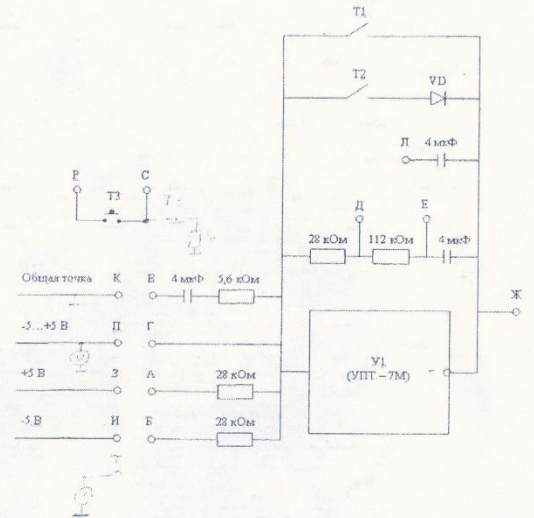 Т1
Т2
VD
Л
4 мкФ
Р
С
Т3
Д
Е
28 кОм
112 кОм
4 мкФ
Общая точка
К
В
4 мкФ
5,6 кОм
Ж
-5...+5 В
П
Г
У1
(УПТ-7М)
+5 В
З
А
28 кОм
-5 В
И
Б
28 кОм